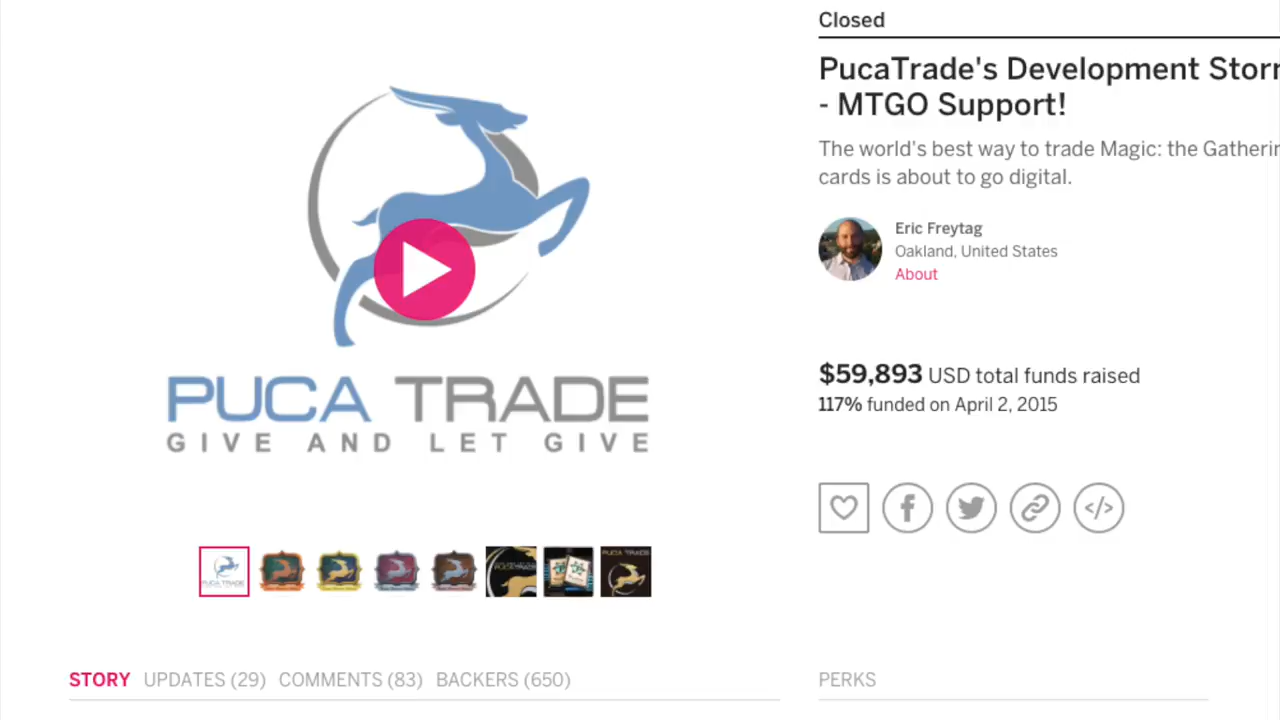 Closed
PucaTrade's Development Stor
- MTGO Support!
The world's best way to trade Magic: the Gatherin
cards is about to go digital.
Eric Freytag
Oakland, United States
About
$59,893 USD total funds raised
117% funded on April 2, 2015
PUCA TRADE
GIVE AND LET GIVE
STORY UPDATES (29) COMMENTS (83) BACKERS (650)
PERKS